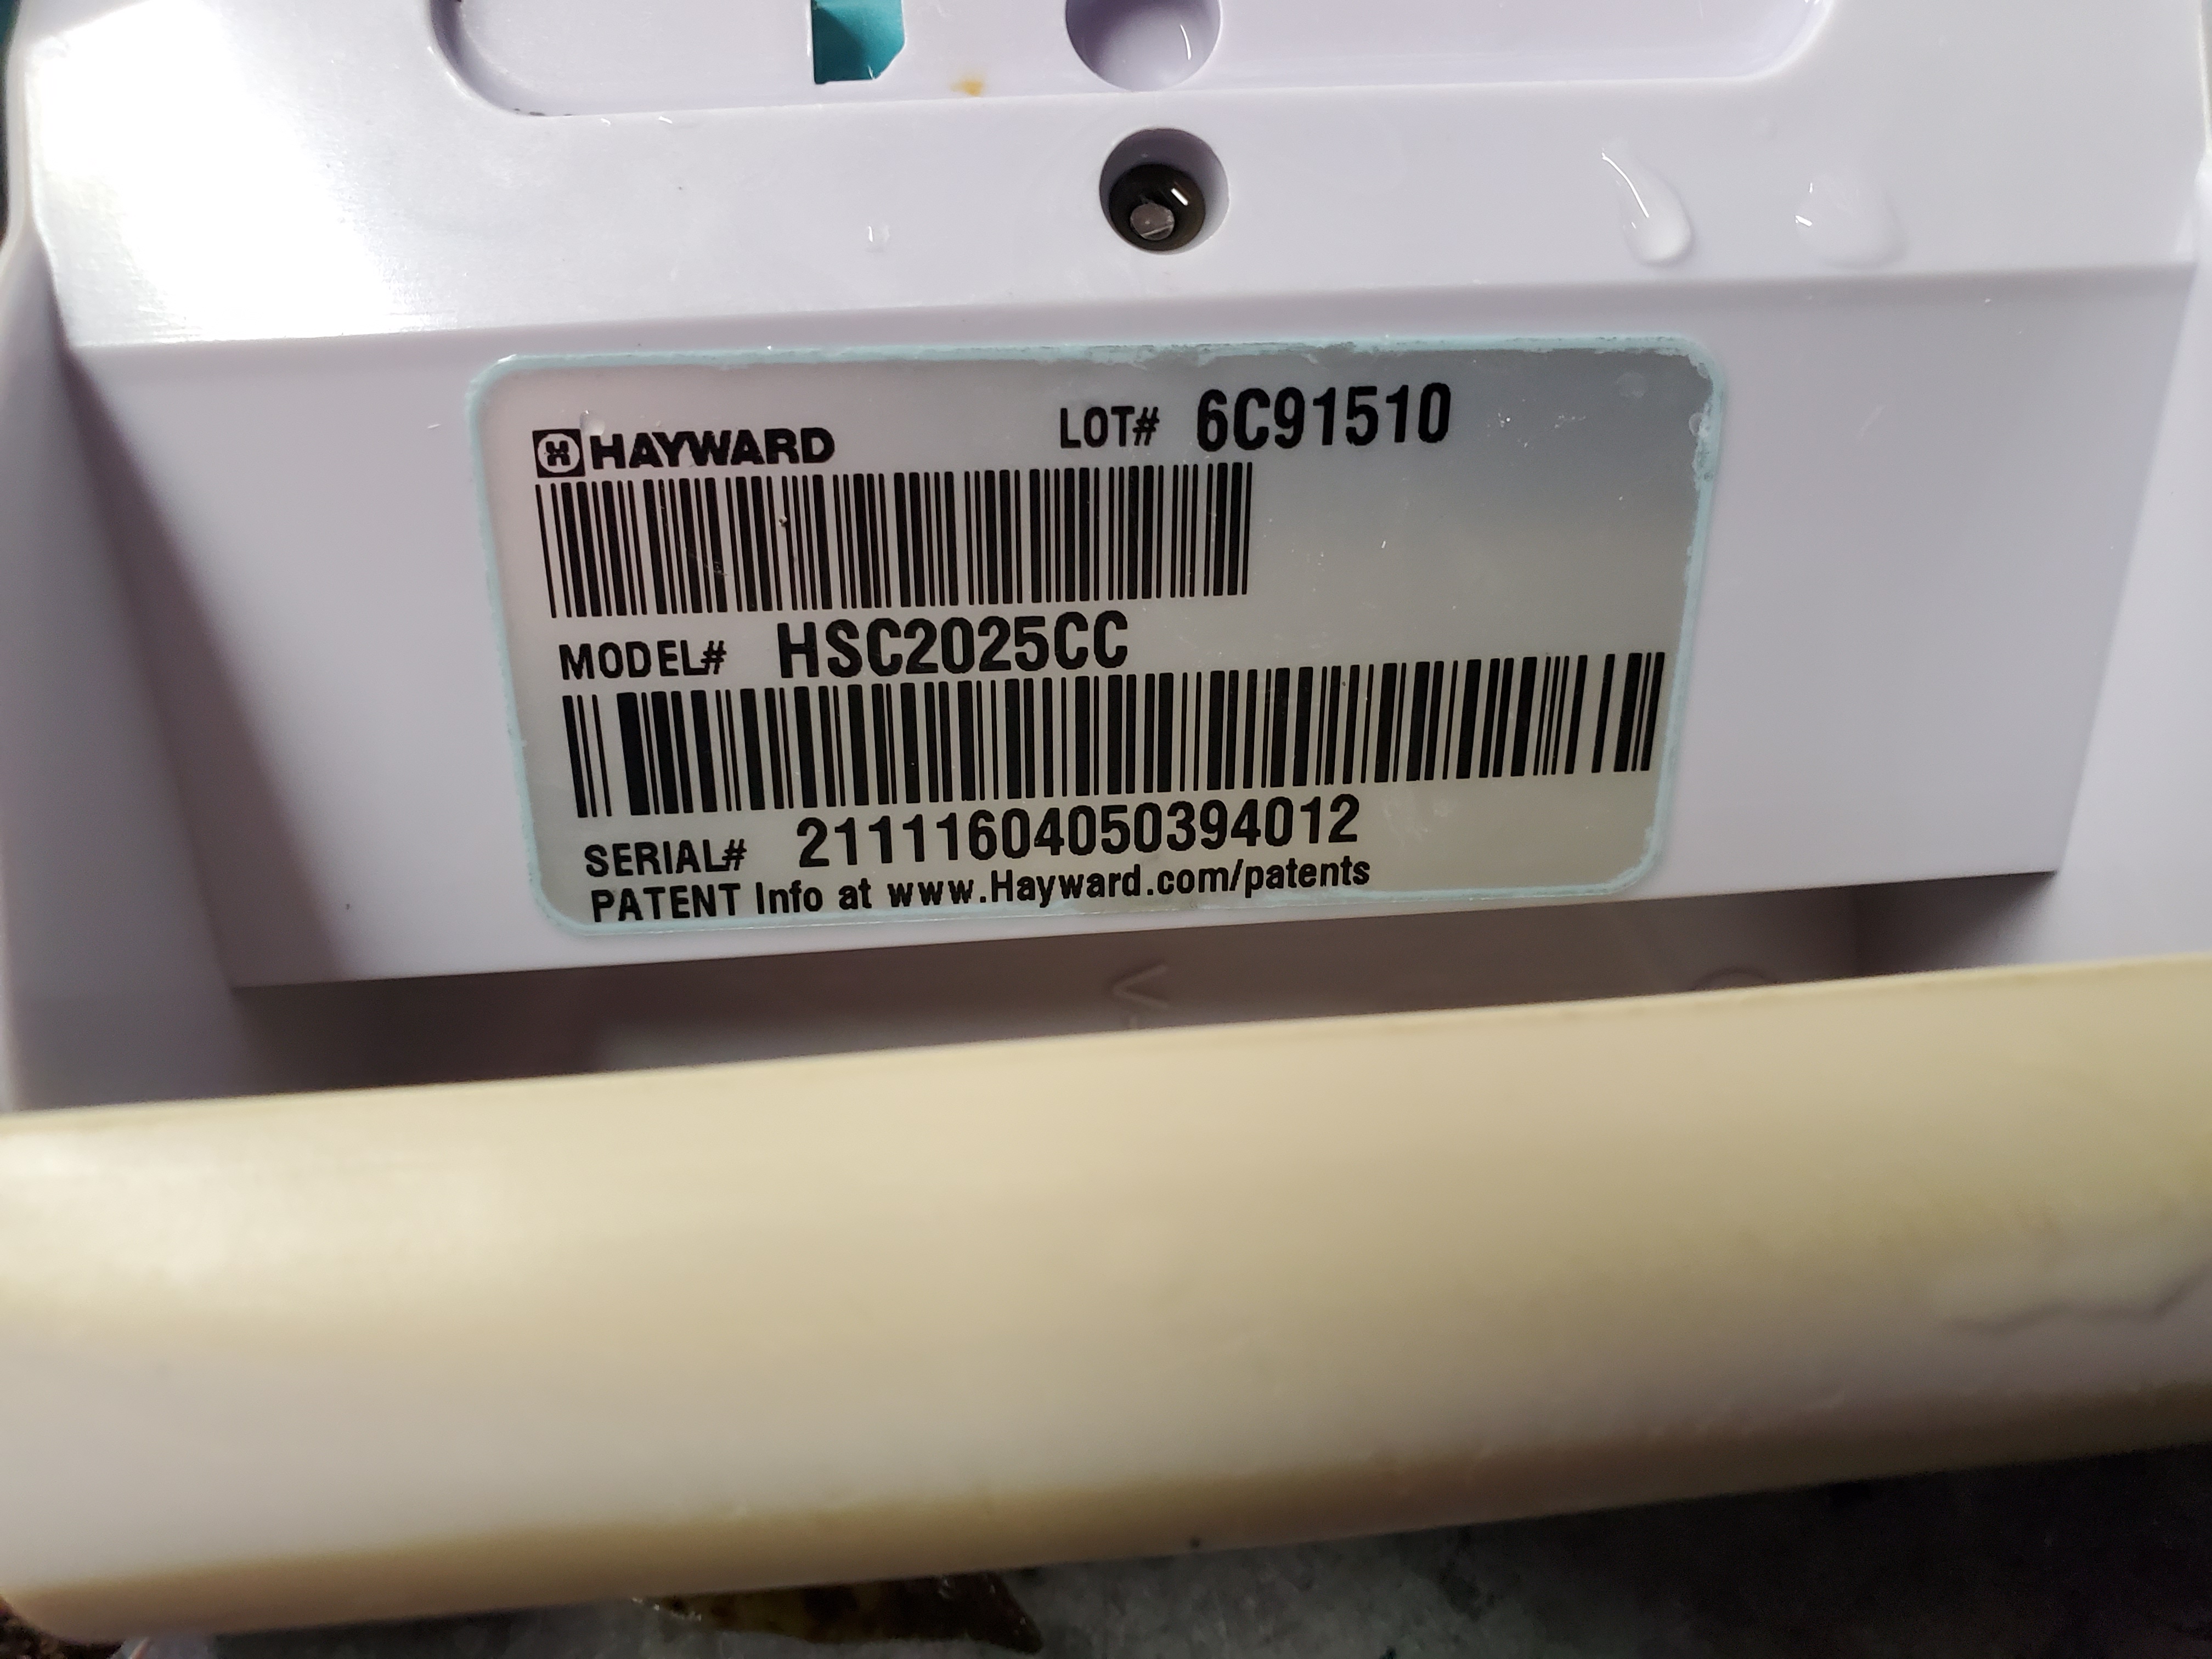 HAYWARD LOT# 6C91510
MODEL# HSC2025CC
SERIAL# 21111604050394012
PATENT Info at www.Hayward.com/patents